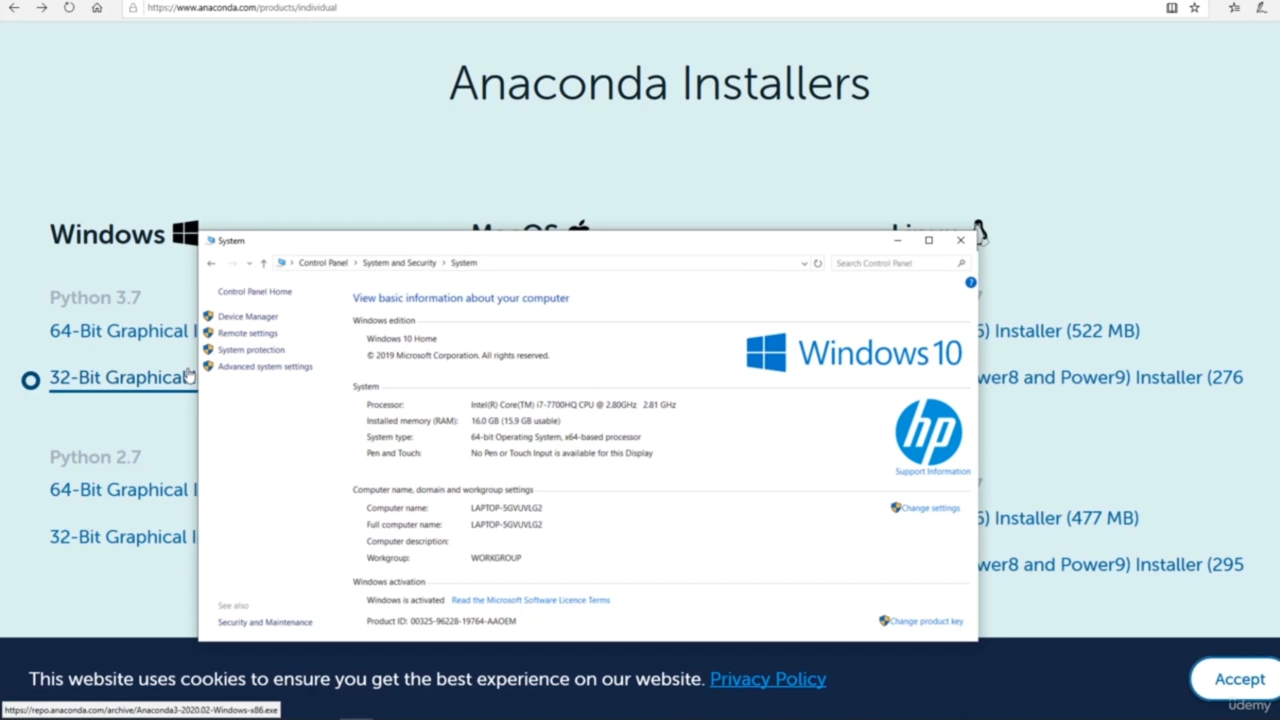 https://www.anaconda.com/products/individual
Anaconda Installers
Windows
Python 3.7
64-Bit Graphical
32-Bit Graphical
Python 2.7
64-Bit Graphical
32-Bit Graphical
System
Control Panel > System and Security > System
Search Control Panel
Control Panel Home
Device Manager
Remote settings
System protection
Advanced system settings
See also
Security and Maintenance
View basic information about your computer
Windows edition
Windows 10 Home
© 2019 Microsoft Corporation. All rights reserved.
Windows 10
System
Processor: Intel(R) Core(TM) i7-7700HQ CPU @ 2.80GHz 2.81 GHz
Installed memory (RAM): 16.0 GB (15.9 GB usable)
System type: 64-bit Operating System, x64-based processor
Pen and Touch: No Pen or Touch Input is available for this Display
hp
Support Information
Computer name, domain and workgroup settings
Computer name: LAPTOP-5GVUVLG2
Full computer name: LAPTOP-5GVUVLG2
Computer description:
Workgroup: WORKGROUP
Change settings
Windows activation
Windows is activated Read the Microsoft Software Licence Terms
Product ID: 00325-96228-19764-AAOEM
Change product key
) Installer (522 MB)
wer8 and Power9) Installer (276
) Installer (477 MB)
wer8 and Power9) Installer (295
This website uses cookies to ensure you get the best experience on our website. Privacy Policy
Accept
https://repo.anaconda.com/archive/Anaconda3-2020.02-Windows-x86.exe
udemy